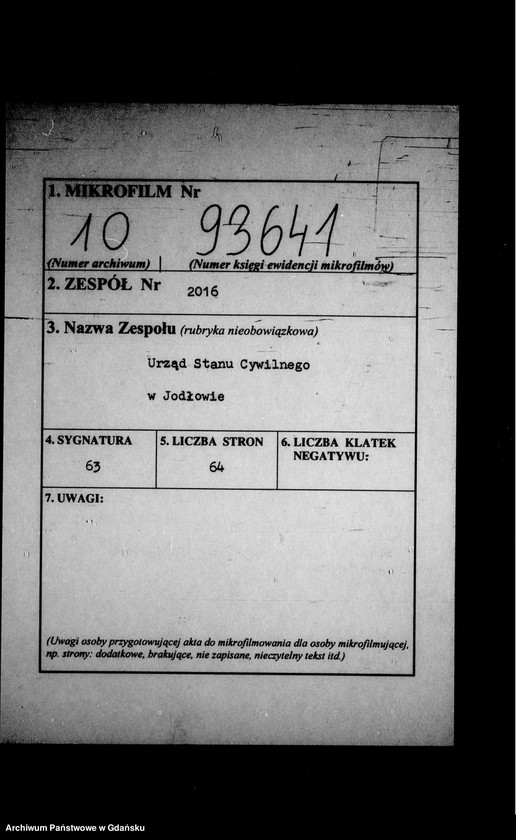 1. MIKROFILM Nr
10 93641
(Numer archiwum) (Numer księgi ewidencji mikrofilmów)
2. ZESPÓŁ Nr 2016
3. Nazwa Zespołu (rubryka nieobowiązkowa)
Urząd Stanu Cywilnego
w Jodłowie
4. SYGNATURA 5. LICZBA STRON 6. LICZBA KLATEK
NEGATYWU:
63 64
7. UWAGI:
(Uwagi osoby przygotowującej akta do mikrofilmowania dla osoby mikrofilmującej,
np. strony: dodatkowe, brakujące, nie zapisane, nieczytelny tekst itd.)
Archiwum Państwowe w Gdańsku